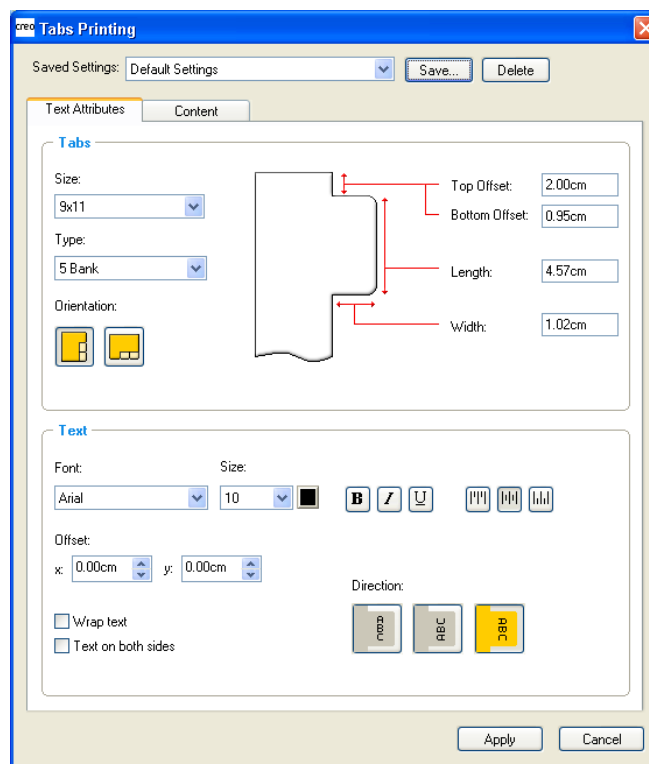 creo Tabs Printing
Saved Settings: Default Settings Save... Delete
Text Attributes Content
Tabs
Size:
9x11
Type:
5 Bank
Orientation:
Top Offset: 2.00cm
Bottom Offset: 0.95cm
Length: 4.57cm
Width: 1.02cm
Text
Font: Size:
Arial 10 B I U
Offset:
x: 0.00cm y: 0.00cm
Direction:
Wrap text
Text on both sides
ABC ABC ABC
Apply Cancel